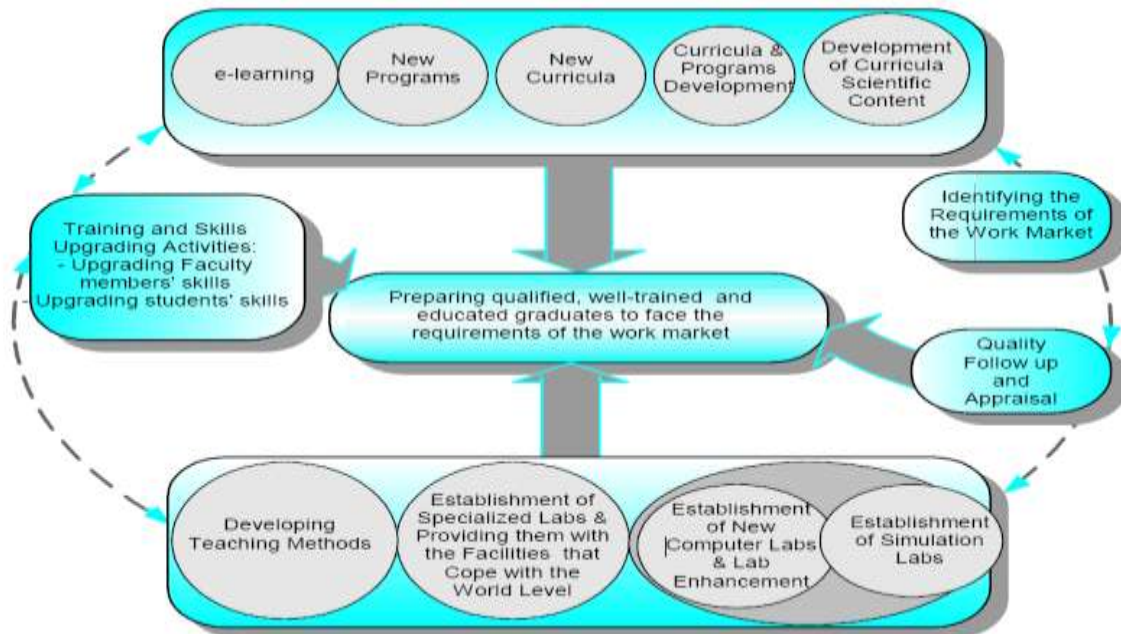 e-learning
New
Programs
New
Curricula
Curricula &
Programs
Development
Development
of Curricula
Scientific
Content
Training and Skills
Upgrading Activities:
- Upgrading Faculty
members' skills
- Upgrading students' skills
Identifying the
Requirements of
the Work Market
Preparing qualified, well-trained and
educated graduates to face the
requirements of the work market
Quality
Follow up
and
Appraisal
Developing
Teaching Methods
Establishment of
Specialized Labs &
Providing them with
the Facilities that
Cope with the
World Level
Establishment
of New
Computer Labs
& Lab
Enhancement
Establishment
of Simulation
Labs